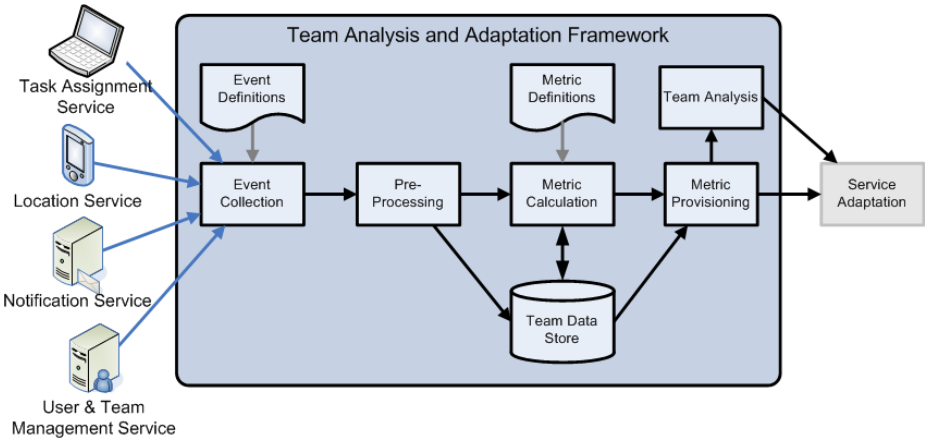 Team Analysis and Adaptation Framework
Task Assignment
Service
Location Service
Notification Service
User & Team
Management Service
Event
Definitions
Metric
Definitions
Team Analysis
Event
Collection
Pre-
Processing
Metric
Calculation
Metric
Provisioning
Service
Adaptation
Team Data
Store